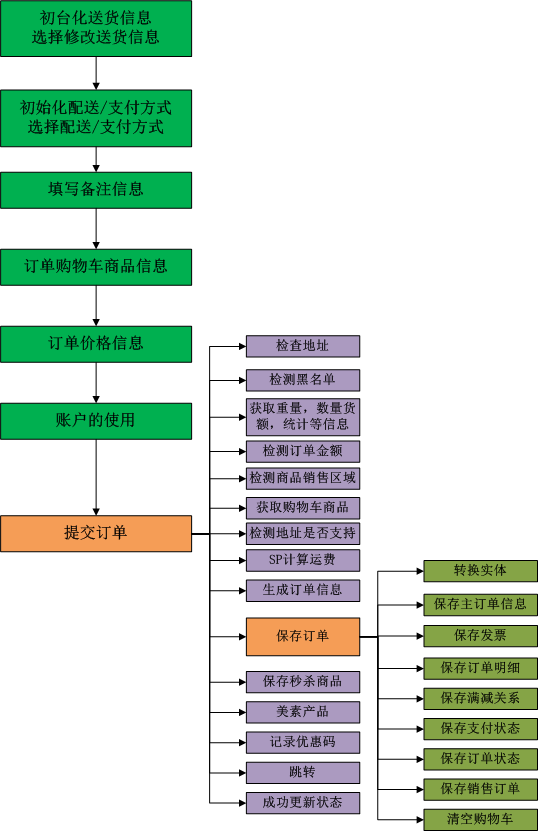 初台化送货信息
选择修改送货信息
初始化配送/支付方式
选择配送/支付方式
填写备注信息
订单购物车商品信息
订单价格信息
账户的使用
提交订单
检查地址
检测黑名单
获取重量，数量货
额，统计等信息
检测订单金额
检测商品销售区域
获取购物车商品
检测地址是否支持
SP计算运费
生成订单信息
保存订单
保存秒杀商品
美素产品
记录优惠码
跳转
成功更新状态
转换实体
保存主订单信息
保存发票
保存订单明细
保存满减关系
保存支付状态
保存订单状态
保存销售订单
清空购物车